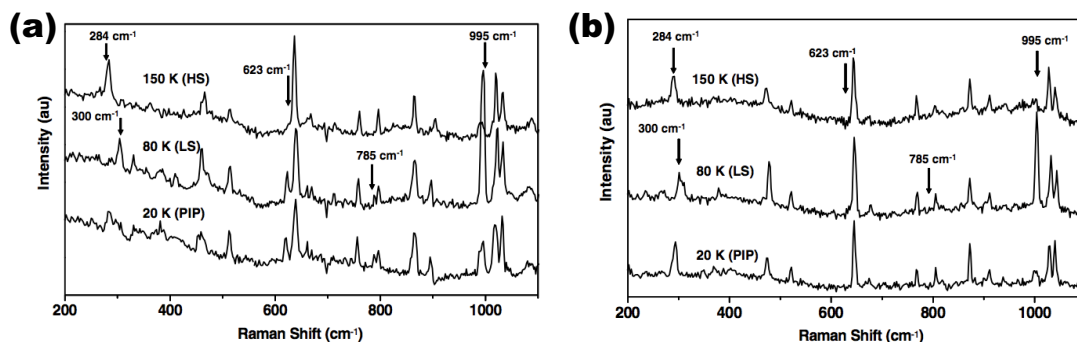 (a)
284 cm-1
995 cm-1
623 cm-1
150 K (HS)
300 cm-1
80 K (LS)
785 cm-1
20 K (PIP)
Intensity (au)
200 400 600 800 1000
Raman Shift (cm-1)
(b)
284 cm-1
623 cm-1
995 cm-1
150 K (HS)
300 cm-1
80 K (LS)
785 cm-1
20 K (PIP)
Intensity (au)
200 400 600 800 1000
Raman Shift (cm-1)